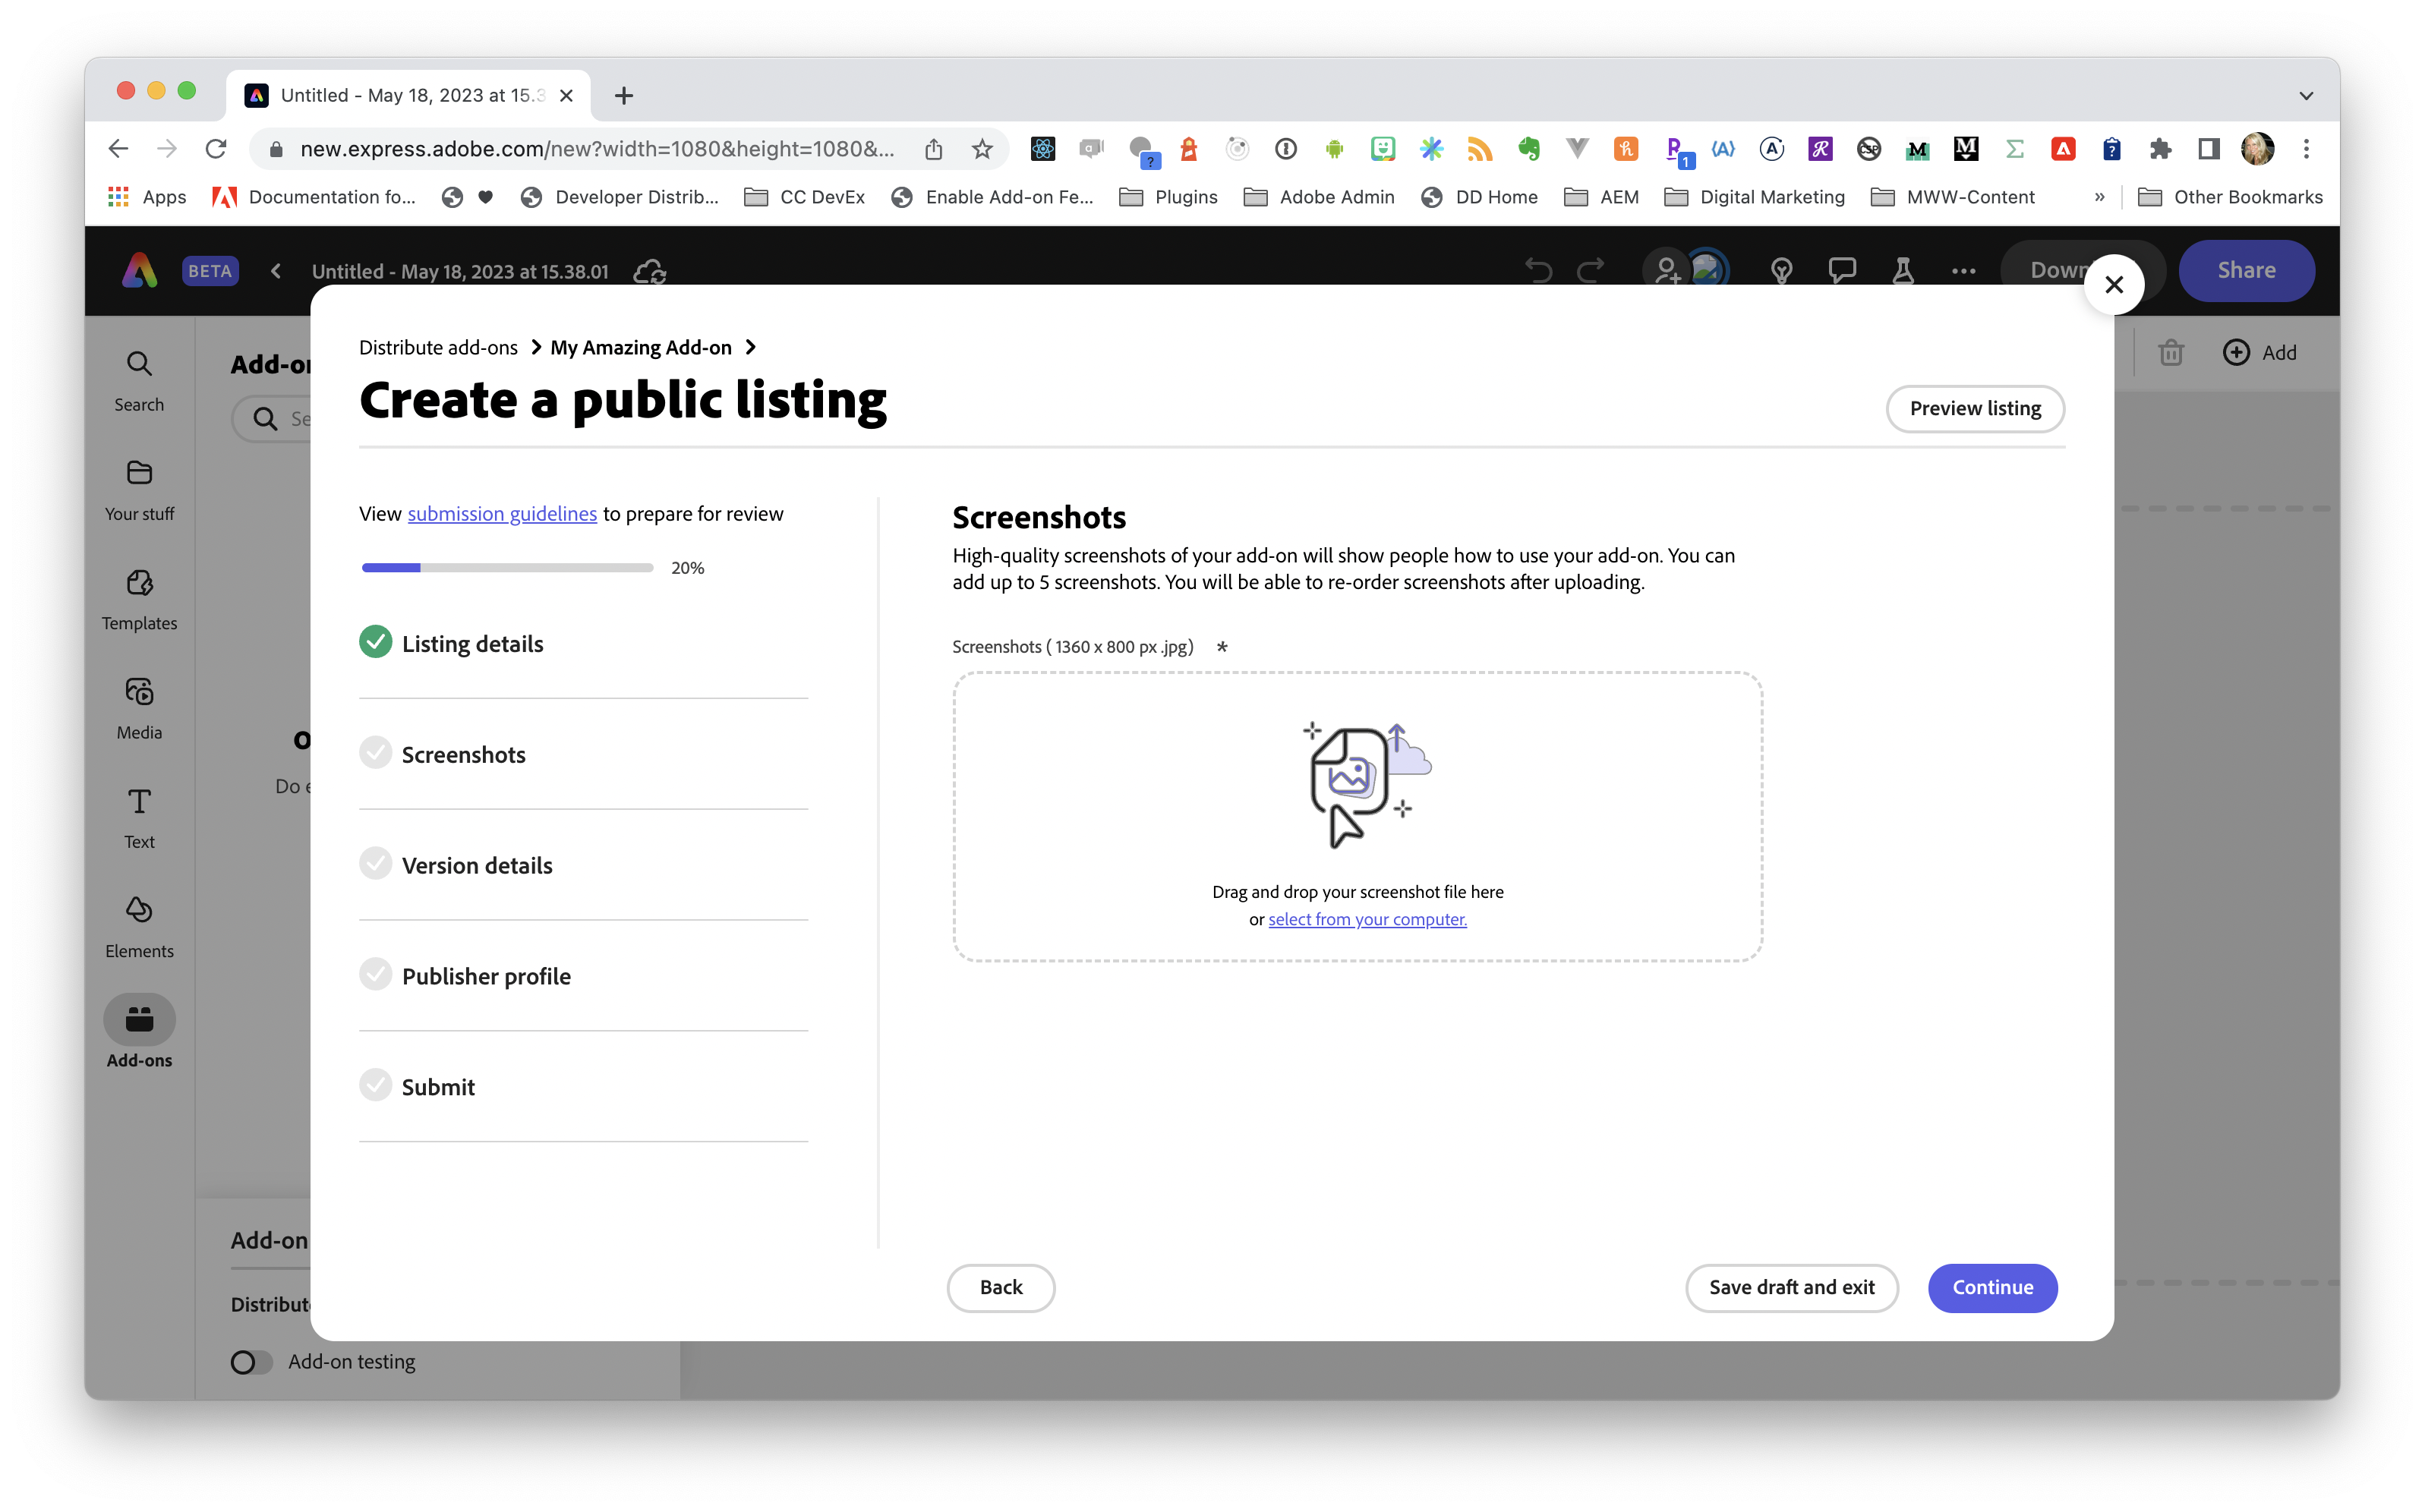 Untitled - May 18, 2023 at 15.3
new.express.adobe.com/new?width=1080&height=1080&...
?
1
Apps
Documentation fo...
Developer Distrib...
CC DevEx
Enable Add-on Fe...
Plugins
Adobe Admin
DD Home
AEM
Digital Marketing
MWW-Content
»
Other Bookmarks
BETA
Untitled - May 18, 2023 at 15.38.01
Share
Distribute add-ons > My Amazing Add-on >
Create a public listing
Preview listing
Add
Search
Your stuff
Templates
Media
Text
Elements
Add-ons
View submission guidelines to prepare for review
20%
Listing details
Screenshots
Version details
Publisher profile
Submit
Screenshots
High-quality screenshots of your add-on will show people how to use your add-on. You can
add up to 5 screenshots. You will be able to re-order screenshots after uploading.
Screenshots ( 1360 x 800 px .jpg) *
Drag and drop your screenshot file here
or select from your computer.
Back
Save draft and exit
Continue
Add-on
Add-on testing